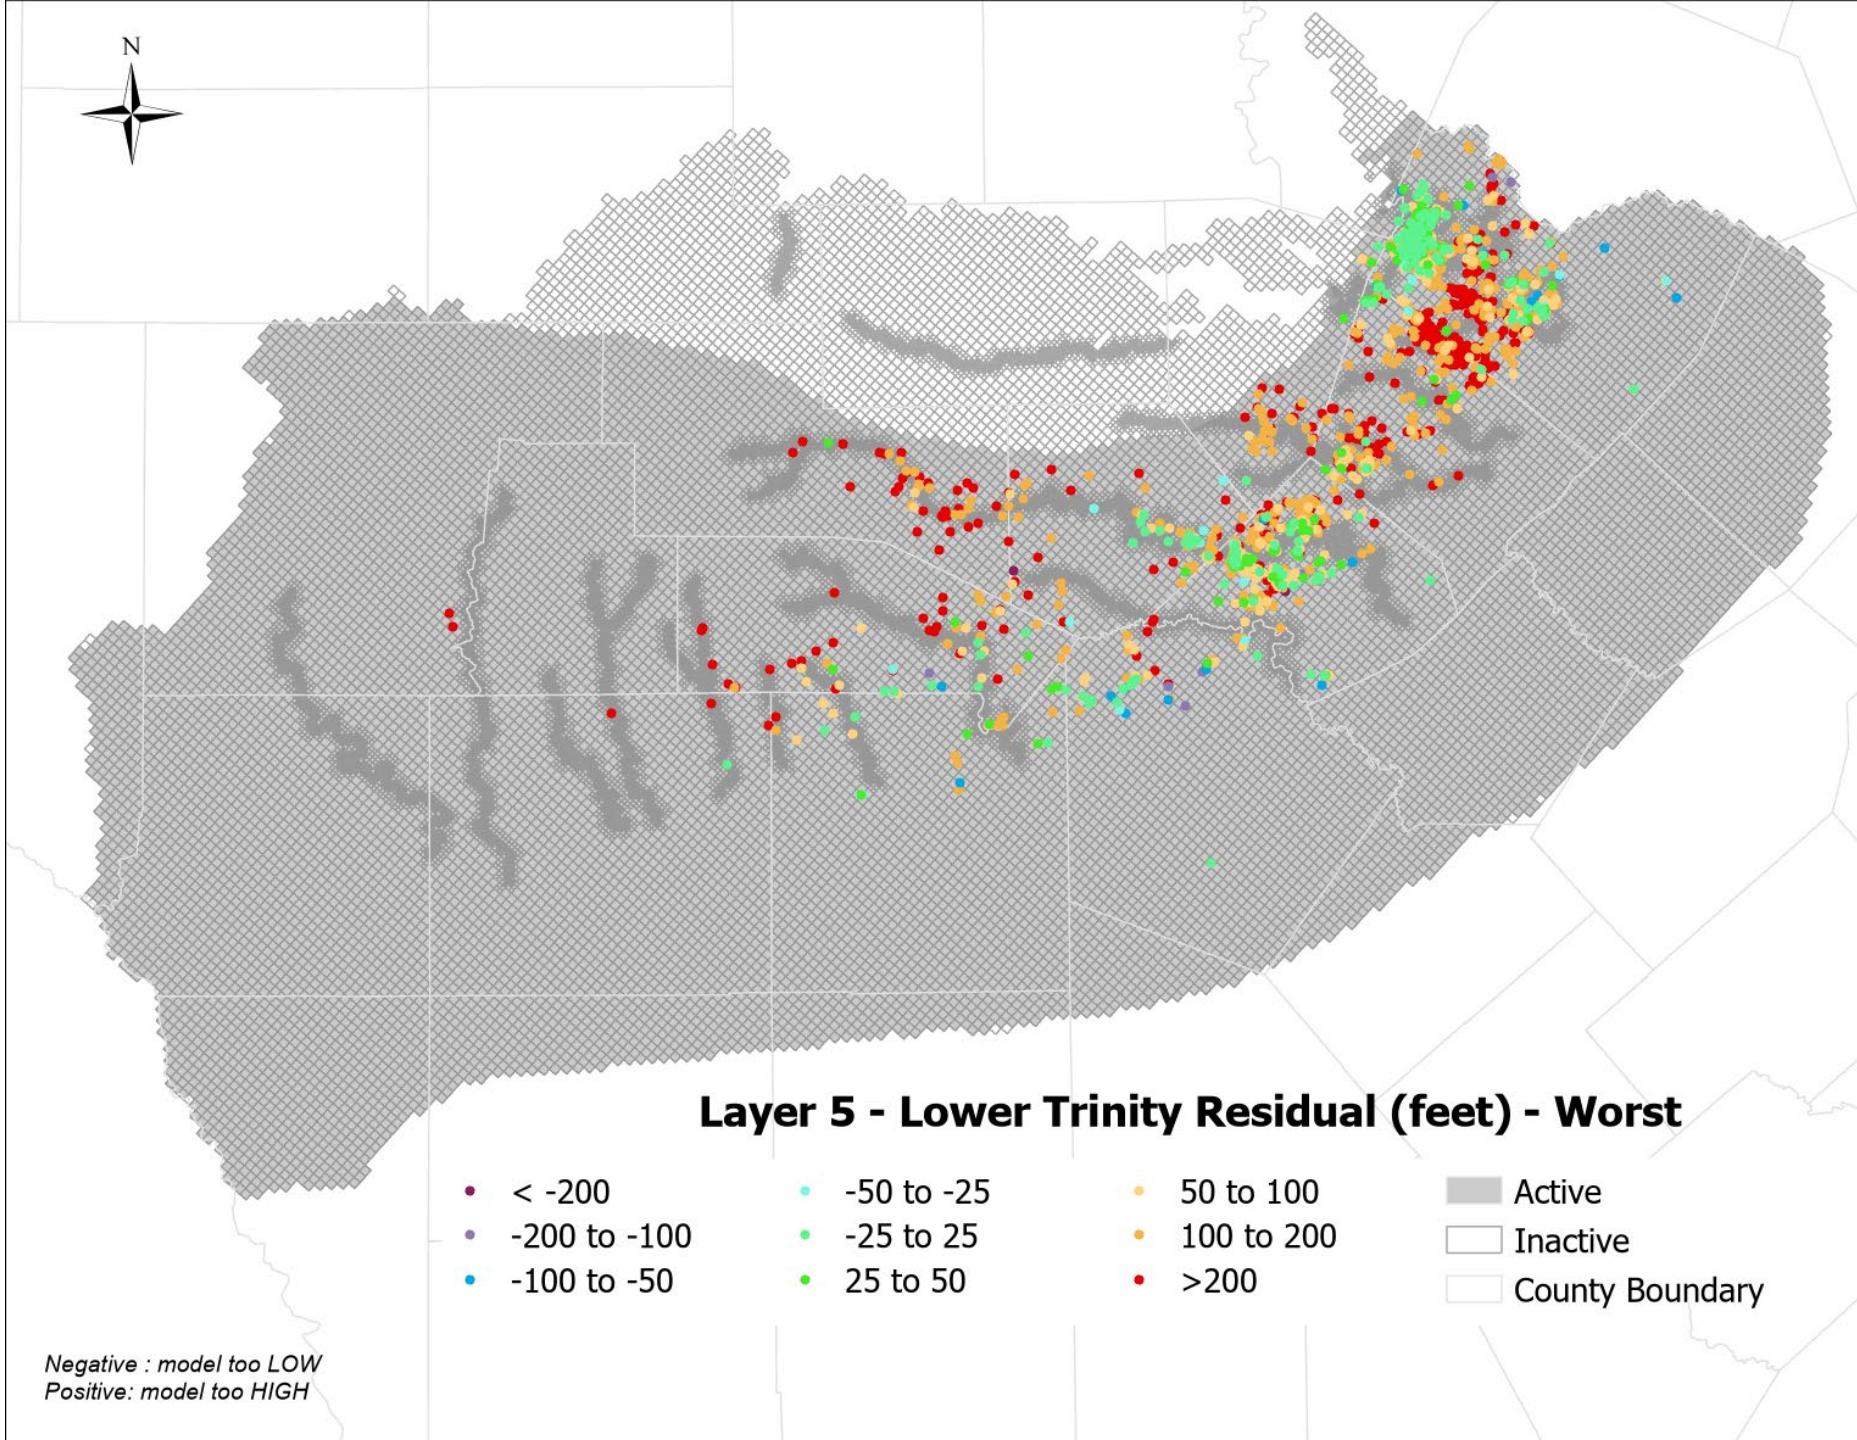 N
Layer 5 - Lower Trinity Residual (feet) - Worst
< -200
-200 to -100
-100 to -50
-50 to -25
-25 to 25
25 to 50
50 to 100
100 to 200
>200
Active
Inactive
County Boundary
Negative : model too LOW
Positive: model too HIGH